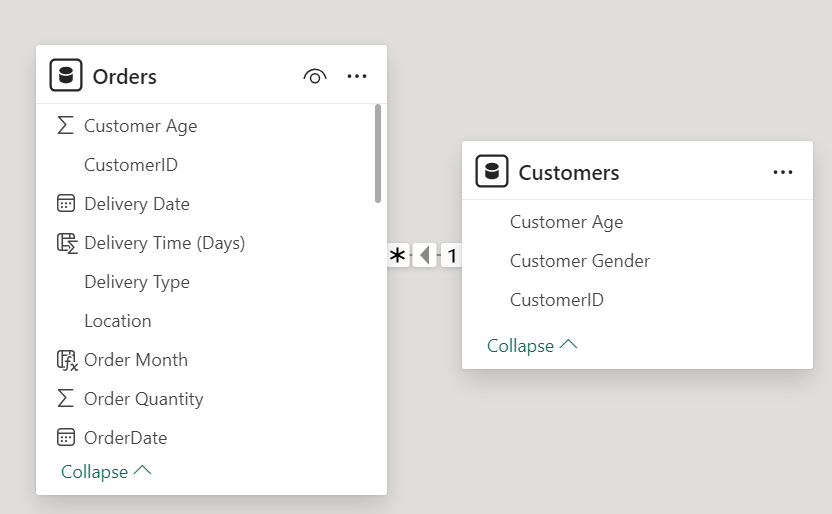 Orders
Customer Age
CustomerID
Delivery Date
Delivery Time (Days)
Delivery Type
Location
Order Month
Order Quantity
OrderDate
Collapse
* 1
Customers
Customer Age
Customer Gender
CustomerID
Collapse